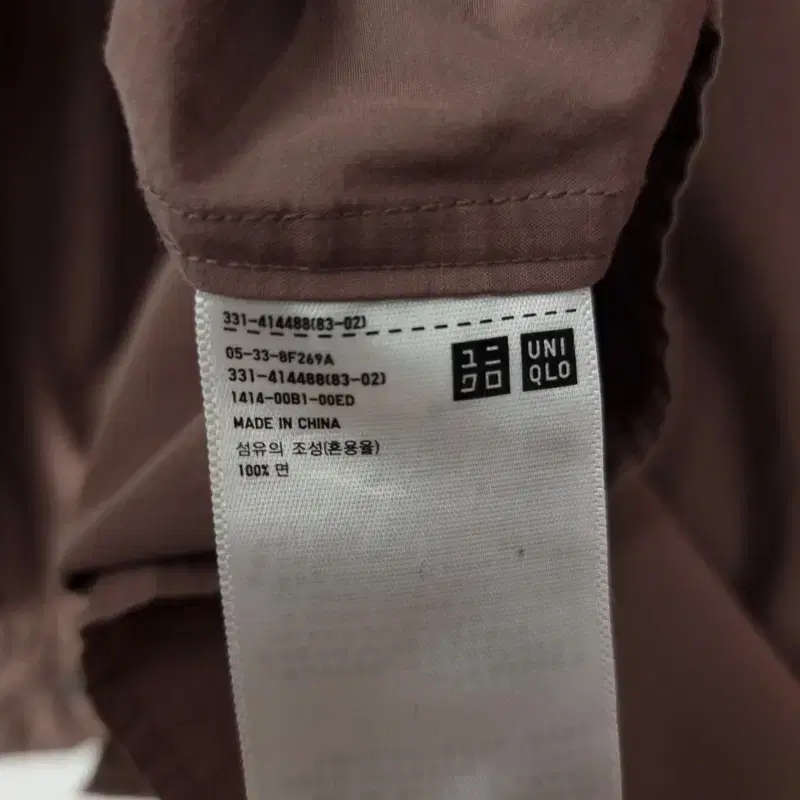 331-414488(83-02)
05-33-8F269A
331-414488(83-02)
1414-00B1-00ED
MADE IN CHINA
섬유의 조성(혼용율)
100% 면
ユニ
クロ
UNI
QLO